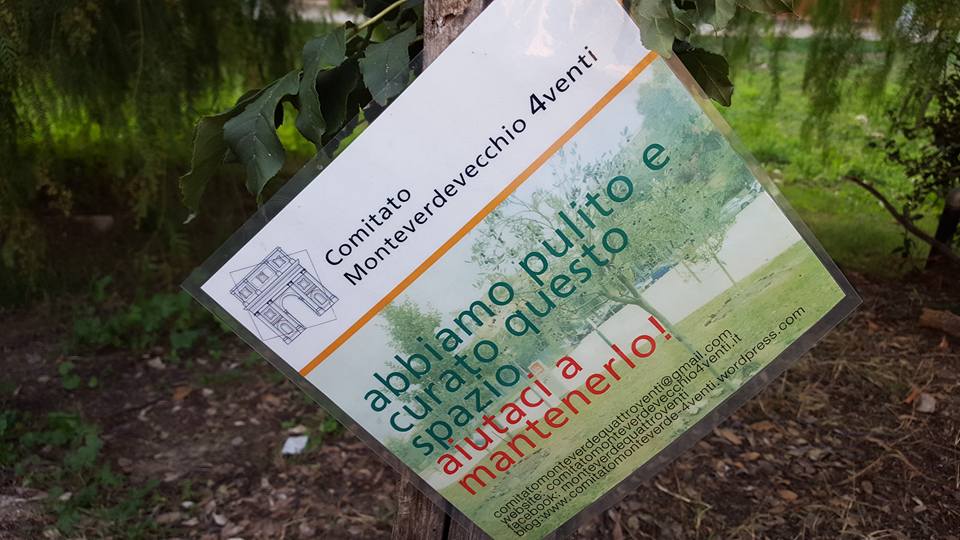 Comitato
Monteverdevecchio 4venti
abbiamo pulito e
curato questo
spazio.
aiutaci a
mantenerlo!
comitatomonteverdequattroventi@gmail.com
website: comitatomonteverdevecchio4venti.it
facebook: monteverdequattroventi
blog:www.comitatomonteverde-4venti.wordpress.com